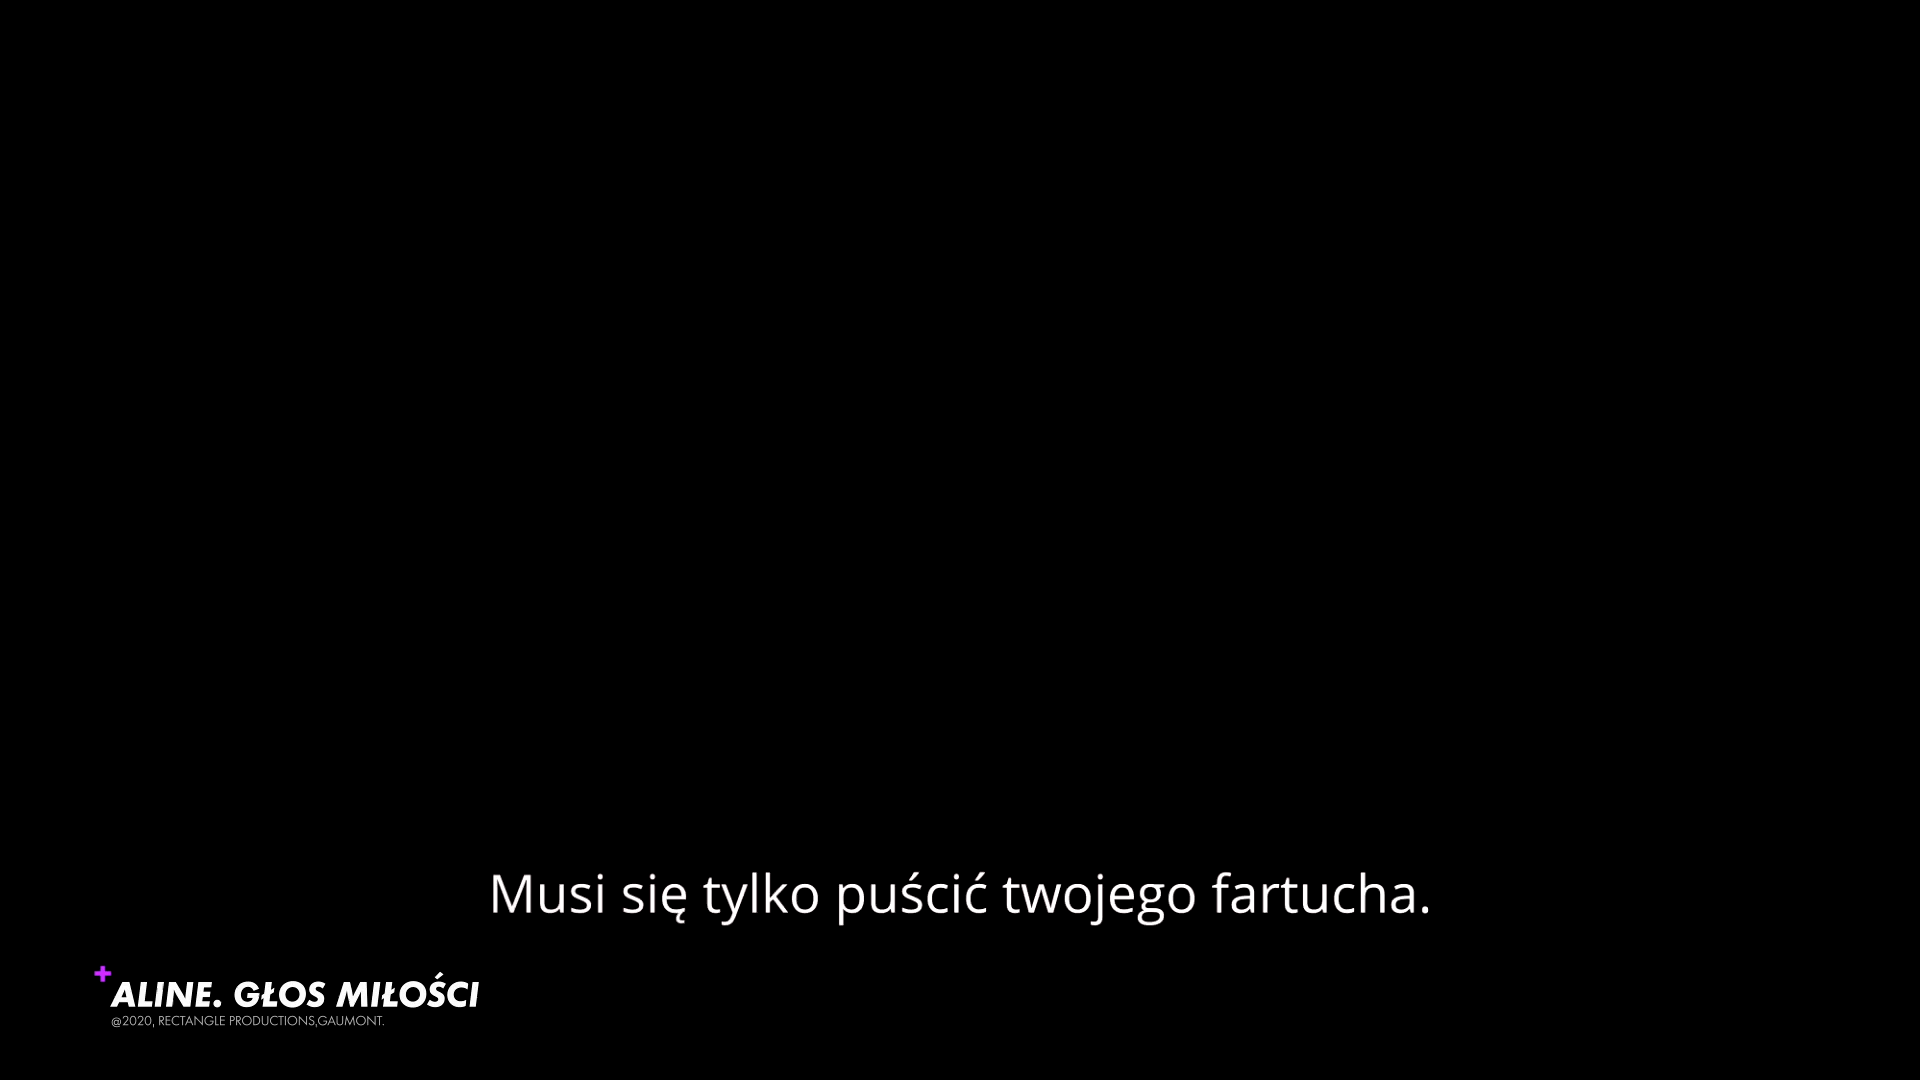 Musi się tylko puścić twojego fartucha.
+
ALINE. GŁOS MIŁOŚCI
@2020, RECTANGLE PRODUCTIONS,GAUMONT.